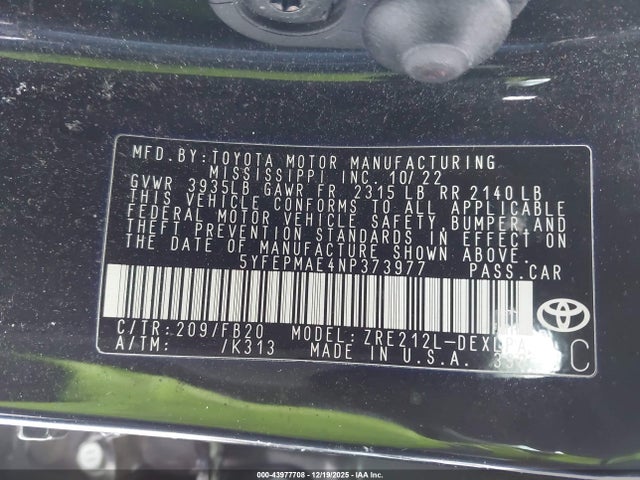 MFD.BY:TOYOTA MOTOR MANUFACTURING
MISSISSIPPI INC. 10/22
GVWR 3935LB GAWR FR 2315 LB RR 2140 LB
THIS VEHICLE CONFORMS TO ALL APPLICABLE
FEDERAL MOTOR VEHICLE SAFETY, BUMPER AND
THEFT PREVENTION STANDARDS IN EFFECT ON
THE DATE OF MANUFACTURE SHOWN ABOVE.
5YFEPMAE4NP373977 PASS.CAR
C/TR:209/FB20 MODEL:
A/TM: /K313 MADE IN U.S.A.
C
000-43977708 - 12/19/2025 - IAA Inc.